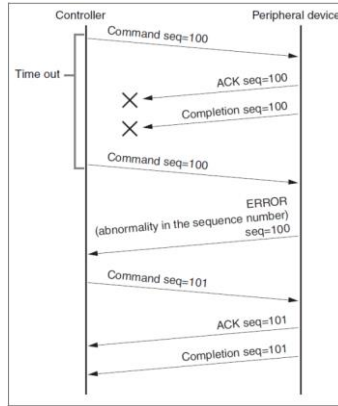 Controller
Peripheral device
Command seq=100
Time out
ACK seq=100
Completion seq=100
Command seq=100
ERROR
(abnormality in the sequence number)
seq=100
Command seq=101
ACK seq=101
Completion seq=101